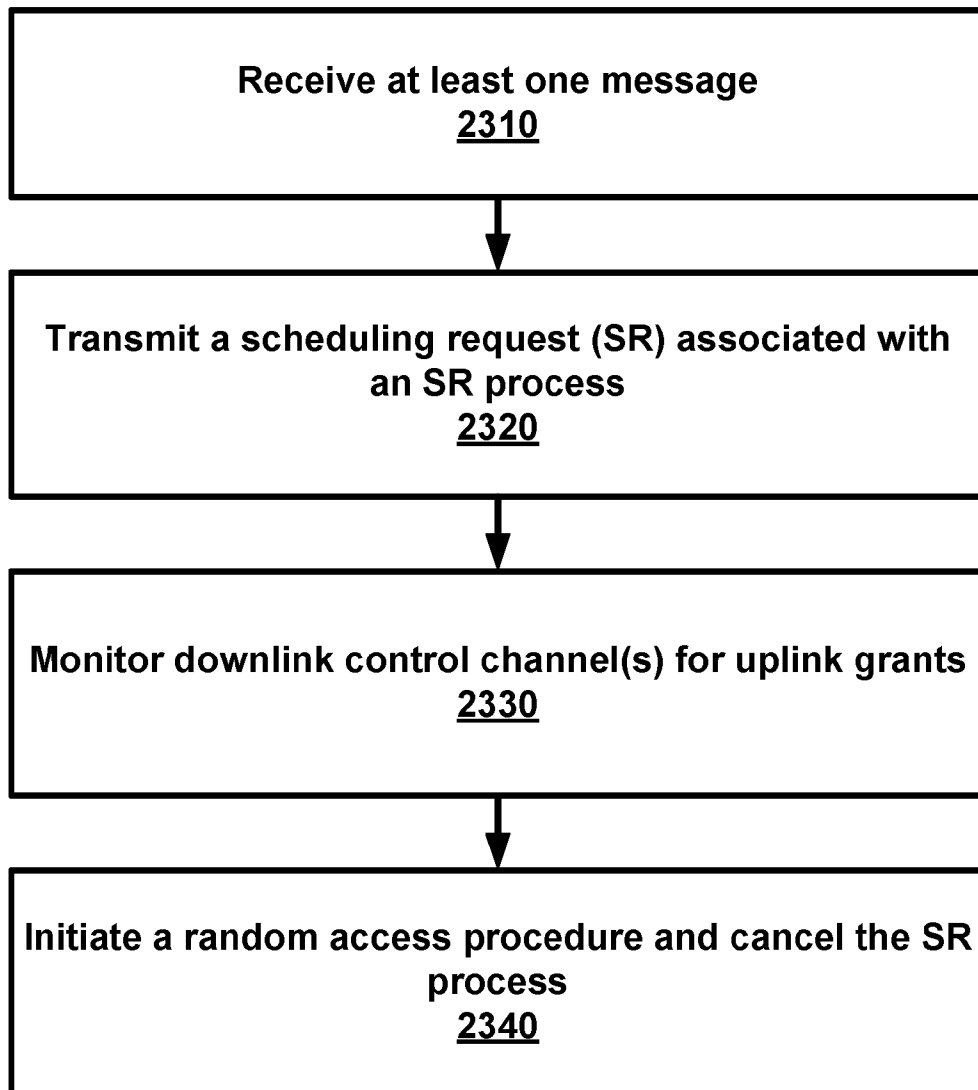 Receive at least one message
2310
Transmit a scheduling request (SR) associated with
an SR process
2320
Monitor downlink control channel(s) for uplink grants
2330
Initiate a random access procedure and cancel the SR
process
2340